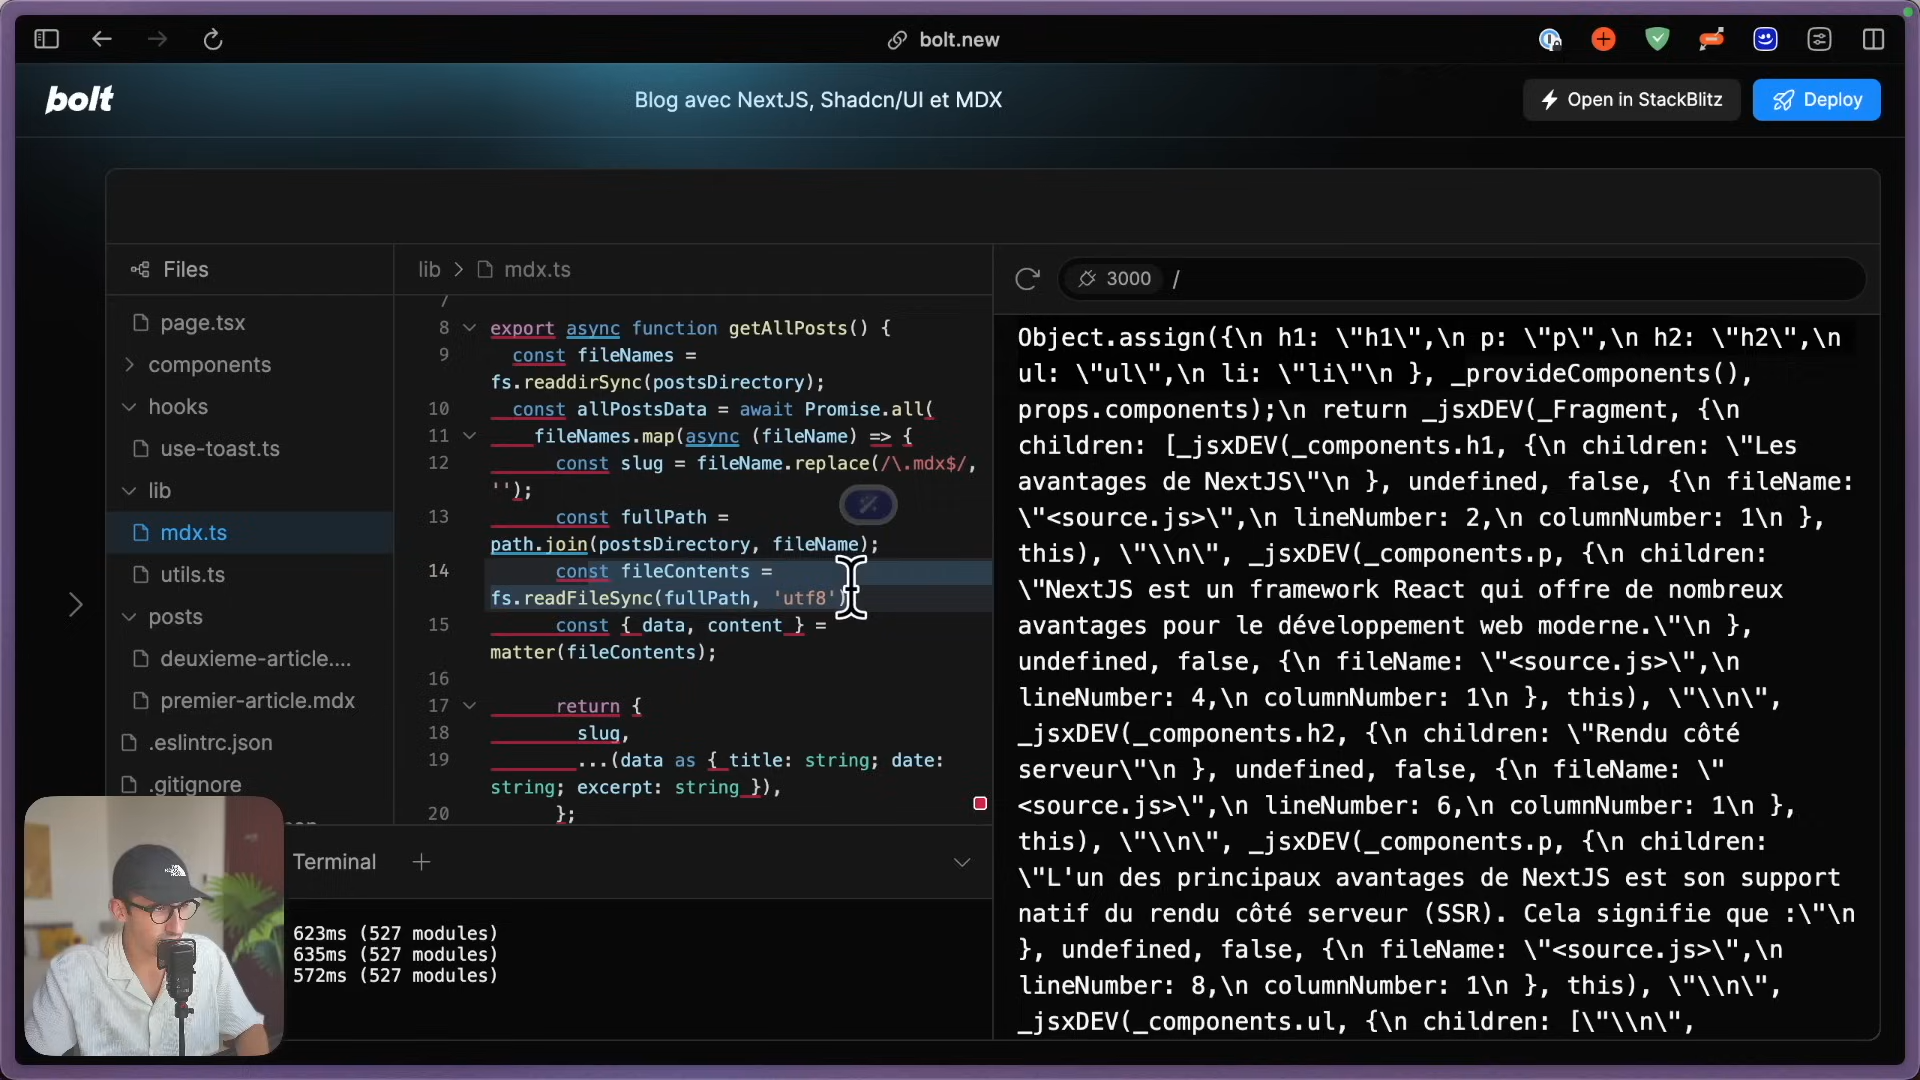 bolt.new
bolt
Blog avec NextJS, Shadcn/UI et MDX
Open in StackBlitz
Deploy
Files
page.tsx
components
hooks
use-toast.ts
lib
mdx.ts
utils.ts
posts
deuxieme-article....
premier-article.mdx
.eslintrc.json
.gitignore
lib > mdx.ts
7
8 export async function getAllPosts() {
9 const fileNames =
fs.readdirSync(postsDirectory);
10 const allPostsData = await Promise.all(
11 fileNames.map(async (fileName) => {
12 const slug = fileName.replace(/\.mdx$/,
'');
13 const fullPath =
path.join(postsDirectory, fileName);
14 const fileContents =
fs.readFileSync(fullPath, 'utf8')
15 const { data, content } =
matter(fileContents);
16
17 return {
18 slug,
19 ...(data as { title: string; date:
string; excerpt: string }),
20 };
Terminal
623ms (527 modules)
635ms (527 modules)
572ms (527 modules)
3000 /
Object.assign({\n h1: \"h1\",\n p: \"p\",\n h2: \"h2\",\n
ul: \"ul\",\n li: \"li\"\n }, _provideComponents(),
props.components);\n return _jsxDEV(_Fragment, {\n
children: [_jsxDEV(_components.h1, {\n children: \"Les
avantages de NextJS\"\n }, undefined, false, {\n fileName:
\"<source.js>\",\n lineNumber: 2,\n columnNumber: 1\n },
this), \"\\n\", _jsxDEV(_components.p, {\n children:
\"NextJS est un framework React qui offre de nombreux
avantages pour le développement web moderne.\"\n },
undefined, false, {\n fileName: \"<source.js>\",\n
lineNumber: 4,\n columnNumber: 1\n }, this), \"\\n\",
_jsxDEV(_components.h2, {\n children: \"Rendu côté
serveur\"\n }, undefined, false, {\n fileName: \"
<source.js>\",\n lineNumber: 6,\n columnNumber: 1\n },
this), \"\\n\", _jsxDEV(_components.p, {\n children:
\"L'un des principaux avantages de NextJS est son support
natif du rendu côté serveur (SSR). Cela signifie que :\"\n
}, undefined, false, {\n fileName: \"<source.js>\",\n
lineNumber: 8,\n columnNumber: 1\n }, this), \"\\n\",
_jsxDEV(_components.ul, {\n children: [\"\\n\",